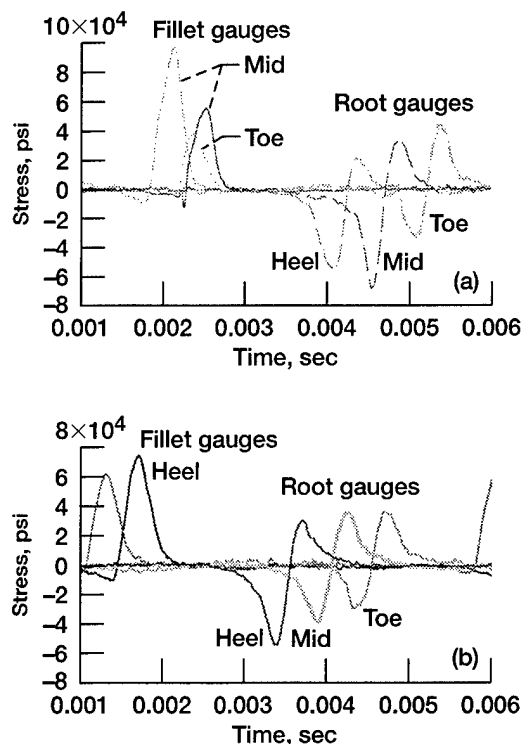 10×10⁴
Fillet gauges
8
Mid
6
Root gauges
4
Toe
2
0
Stress, psi
−2
−4
Toe
−6
Heel
Mid
(a)
−8
0.001 0.002 0.003 0.004 0.005 0.006
Time, sec
8×10⁴
Fillet gauges
6
Heel
Root gauges
4
2
Stress, psi
0
−2
−4
Toe
Heel Mid
−6
(b)
−8
0.001 0.002 0.003 0.004 0.005 0.006
Time, sec